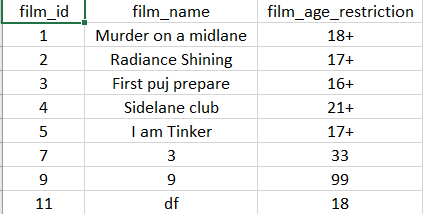 film_id film_name film_age_restriction
1 Murder on a midlane 18+
2 Radiance Shining 17+
3 First puj prepare 16+
4 Sidelane club 21+
5 I am Tinker 17+
7 3 33
9 9 99
11 df 18